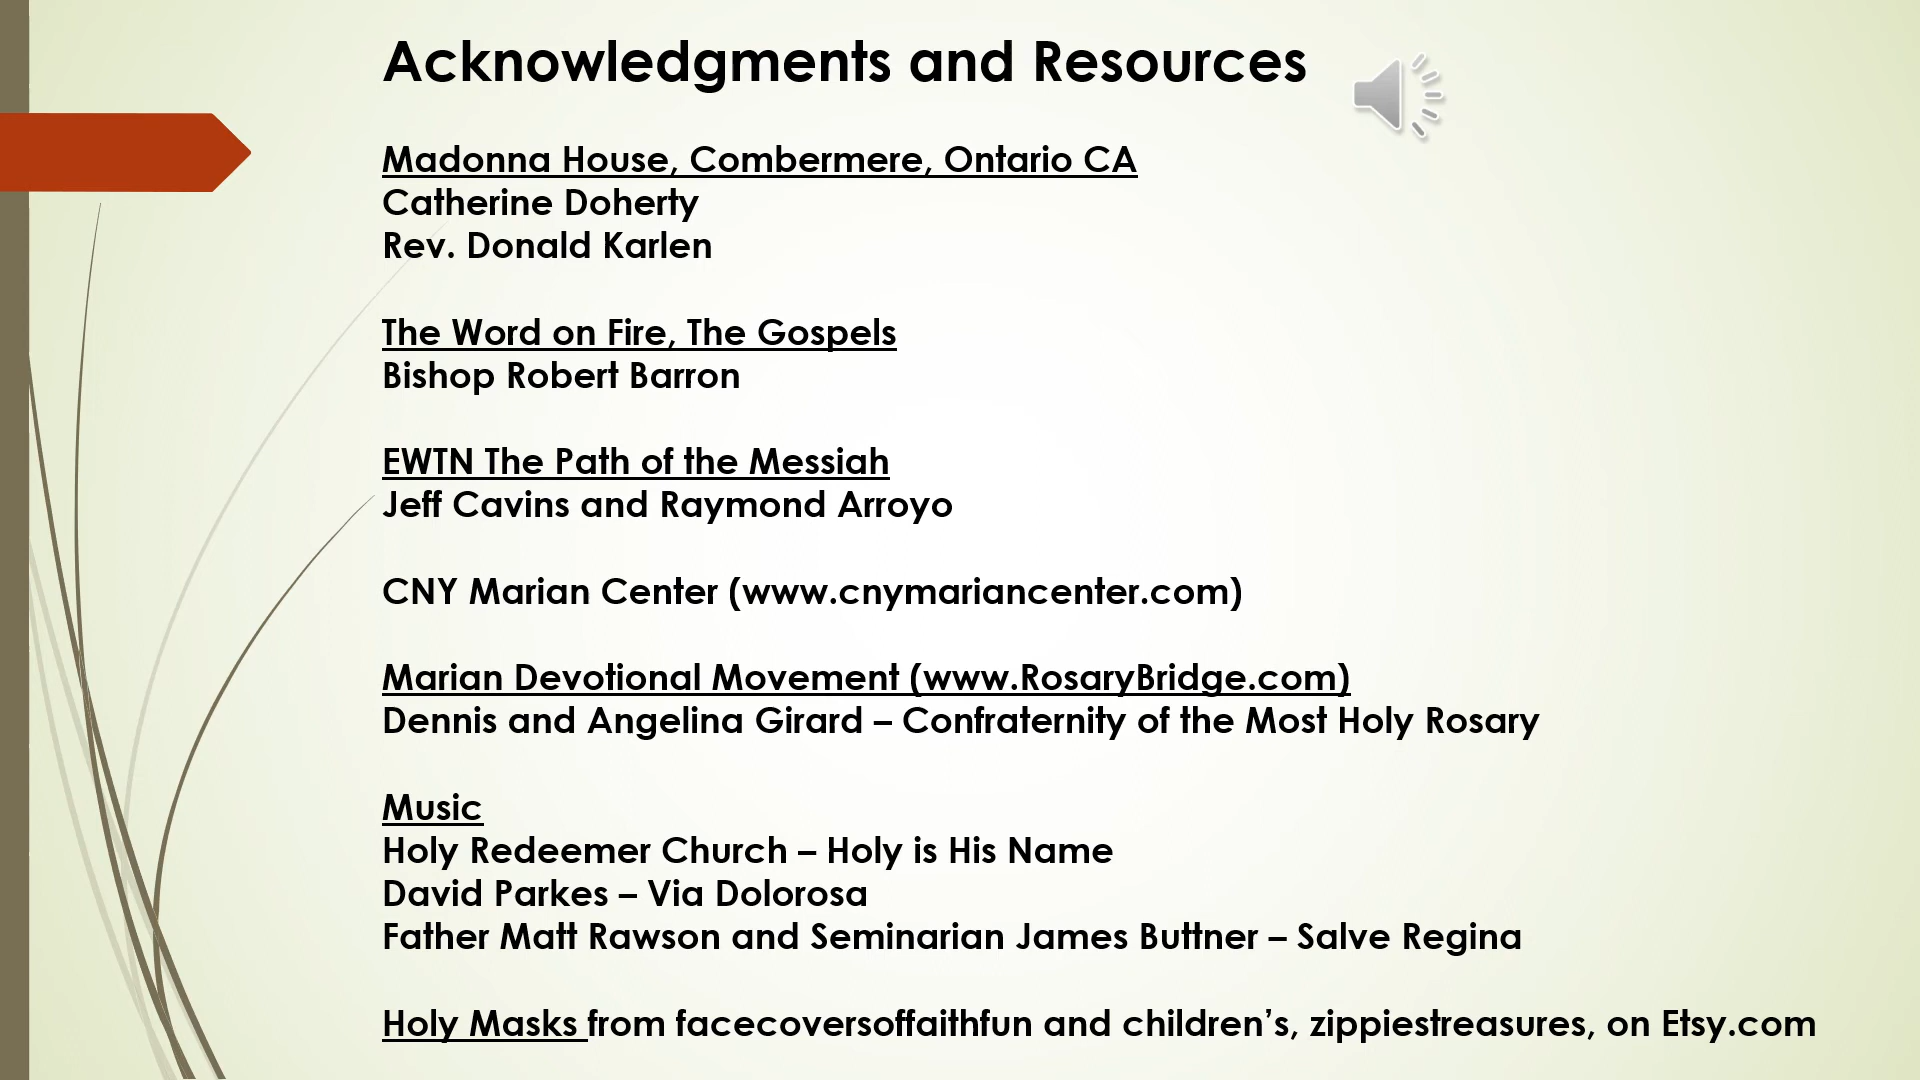 Acknowledgments and Resources
Madonna House, Combermere, Ontario CA
Catherine Doherty
Rev. Donald Karlen
The Word on Fire, The Gospels
Bishop Robert Barron
EWTN The Path of the Messiah
Jeff Cavins and Raymond Arroyo
CNY Marian Center (www.cnymariancenter.com)
Marian Devotional Movement (www.RosaryBridge.com)
Dennis and Angelina Girard – Confraternity of the Most Holy Rosary
Music
Holy Redeemer Church – Holy is His Name
David Parkes – Via Dolorosa
Father Matt Rawson and Seminarian James Buttner – Salve Regina
Holy Masks from facecoversoffaithfun and children’s, zippiestreasures, on Etsy.com